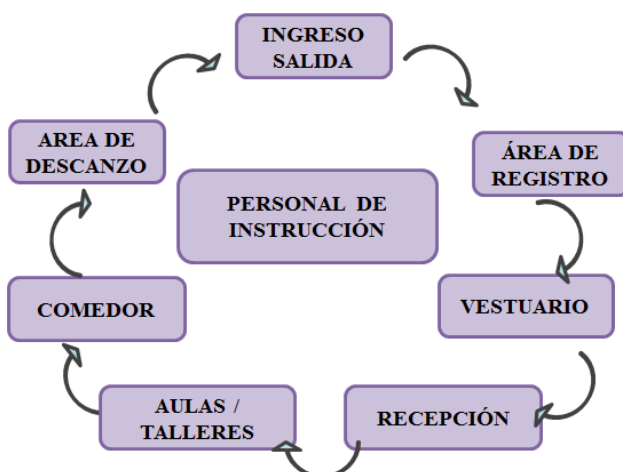 INGRESO
SALIDA
ÁREA DE
REGISTRO
VESTUARIO
RECEPCIÓN
AULAS /
TALLERES
COMEDOR
AREA DE
DESCANZO
PERSONAL DE
INSTRUCCIÓN